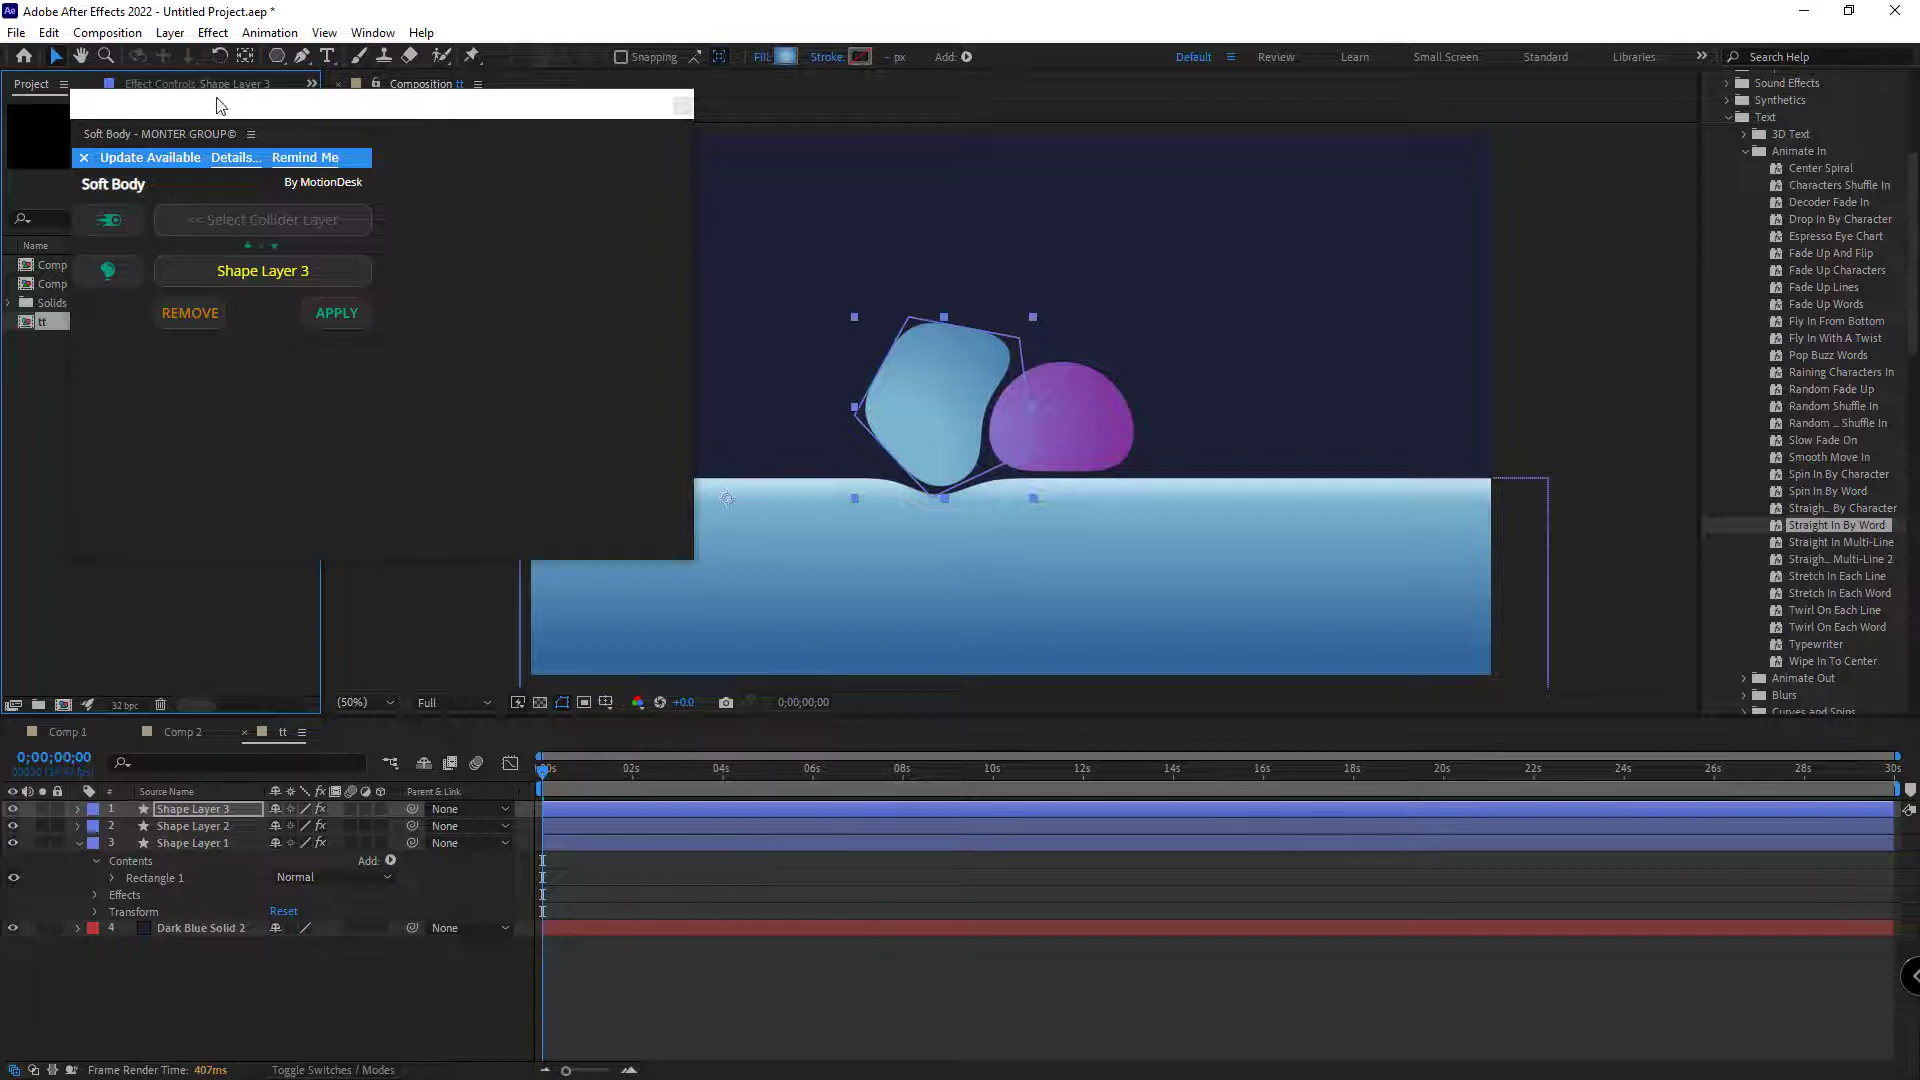 Adobe After Effects 2022 - Untitled Project.aep *
File Edit Composition Layer Effect Animation View Window Help
Snapping Fill: Stroke: - px Add: Default Review Learn Small Screen Standard Libraries Search Help
Project Effect Controls Shape Layer 3 Composition tt
Soft Body - MONTER GROUP©
Update Available Details... Remind Me
Soft Body By MotionDesk
<< Select Collider Layer
Shape Layer 3
REMOVE APPLY
Name
Comp
Comp
Solids
tt
32 bpc
(50%) Full +0.0 0;00;00;00
Sound Effects
Synthetics
Text
3D Text
Animate In
Center Spiral
Characters Shuffle In
Decoder Fade In
Drop In By Character
Espresso Eye Chart
Fade Up And Flip
Fade Up Characters
Fade Up Lines
Fade Up Words
Fly In From Bottom
Fly In With A Twist
Pop Buzz Words
Raining Characters In
Random Fade Up
Random Shuffle In
Random ... Shuffle In
Slow Fade On
Smooth Move In
Spin In By Character
Spin In By Word
Straigh... By Character
Straight In By Word
Straight In Multi-Line
Straigh... Multi-Line 2
Stretch In Each Line
Stretch In Each Word
Twirl On Each Line
Twirl On Each Word
Typewriter
Wipe In To Center
Animate Out
Blurs
Curves and Spins
Comp 1 Comp 2 tt
0;00;00;00
02s 04s 06s 08s 10s 12s 14s 16s 18s 20s 22s 24s 26s 28s 30s
# Source Name Parent & Link
1 Shape Layer 3 None
2 Shape Layer 2 None
3 Shape Layer 1 None
Contents Add:
Rectangle 1 Normal
Effects
Transform Reset
4 Dark Blue Solid 2 None
Frame Render Time: 407ms Toggle Switches / Modes